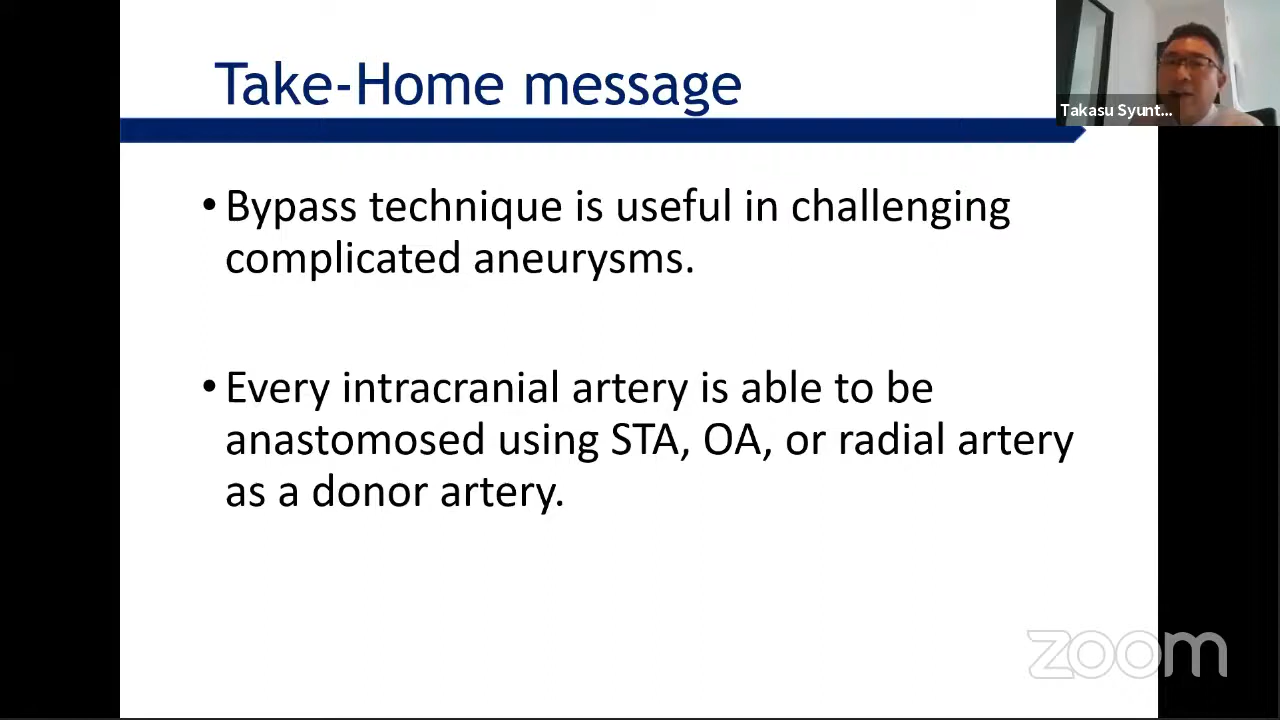 Take-Home message
Takasu Syunt...
• Bypass technique is useful in challenging
complicated aneurysms.
• Every intracranial artery is able to be
anastomosed using STA, OA, or radial artery
as a donor artery.
zoom